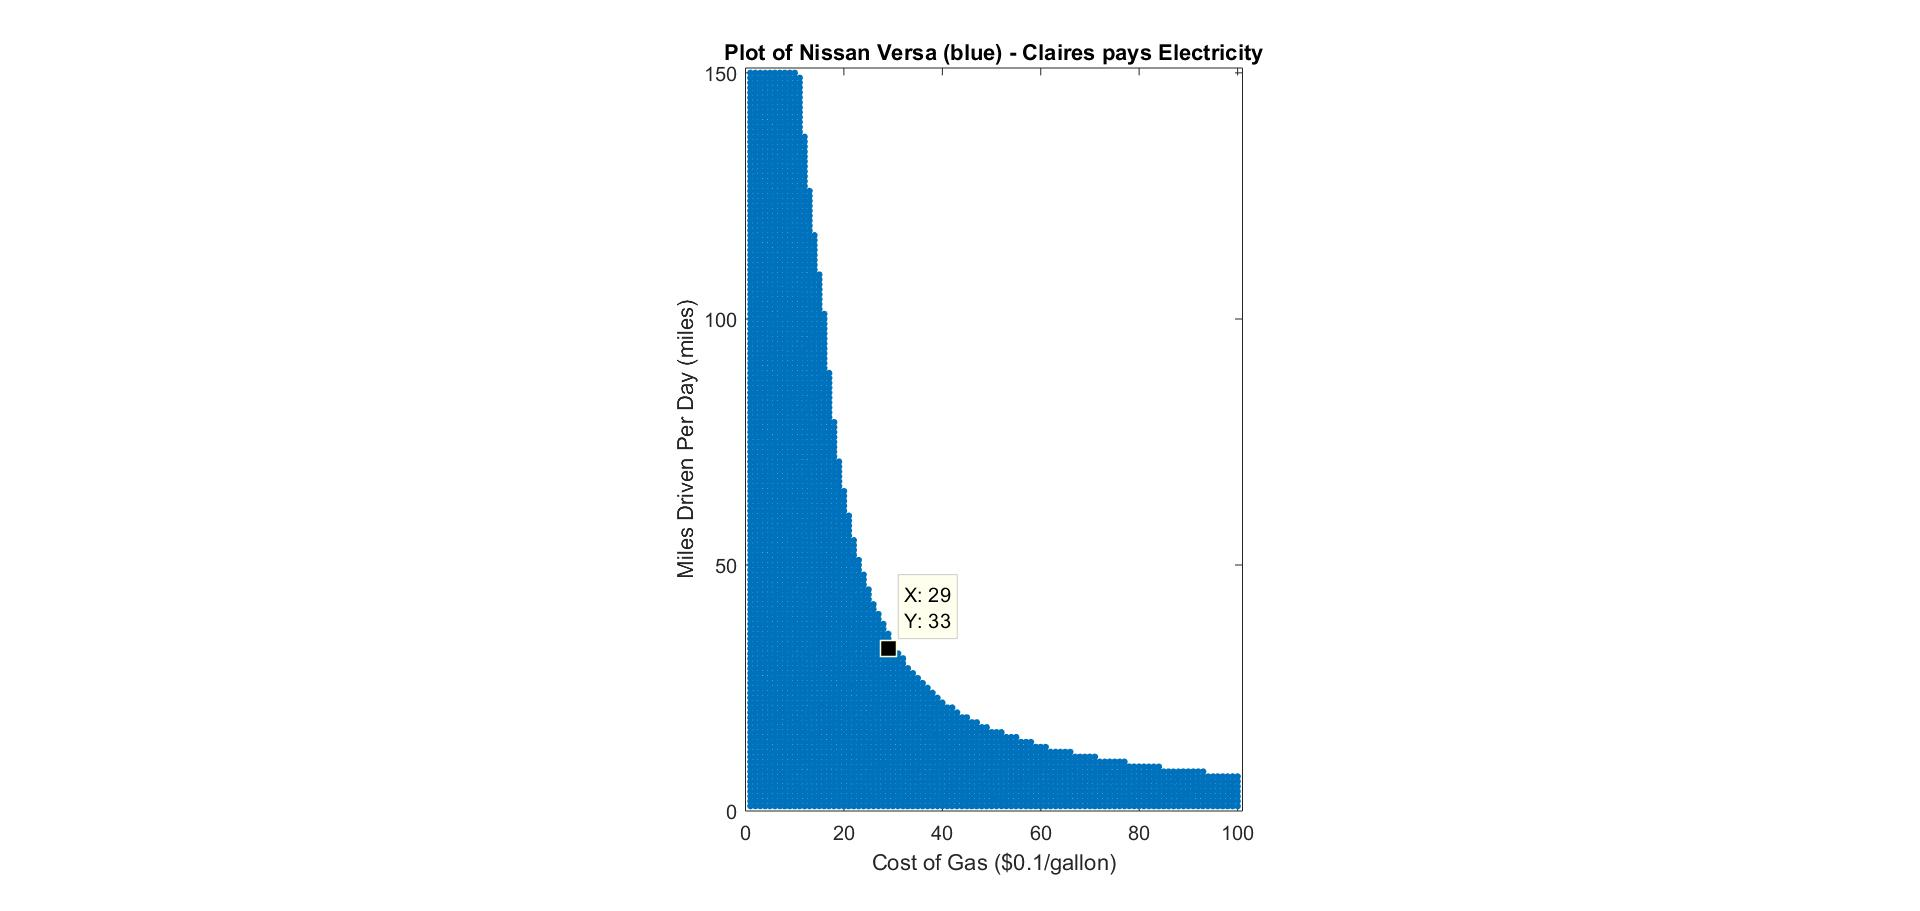 Plot of Nissan Versa (blue) - Claires pays Electricity
150
100
50
0
Miles Driven Per Day (miles)
X: 29
Y: 33
0 20 40 60 80 100
Cost of Gas ($0.1/gallon)